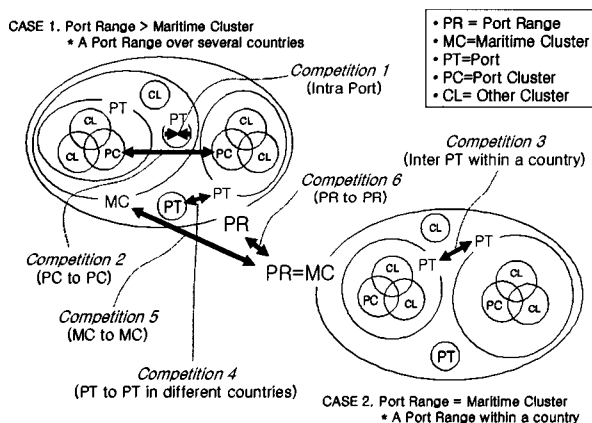 CASE 1. Port Range > Maritime Cluster
* A Port Range over several countries
• PR = Port Range
• MC=Maritime Cluster
• PT=Port
• PC=Port Cluster
• CL= Other Cluster
Competition 1
(Intra Port)
CL
PT
PT
CL
CL
PC
CL
CL
PC
CL
Competition 3
(Inter PT within a country)
MC
PT
PT
PR
Competition 6
(PR to PR)
Competition 2
(PC to PC)
PR=MC
CL
PT
PT
CL
PC
CL
CL
PC
CL
PT
Competition 5
(MC to MC)
Competition 4
(PT to PT in different countries)
CASE 2. Port Range = Maritime Cluster
* A Port Range within a country